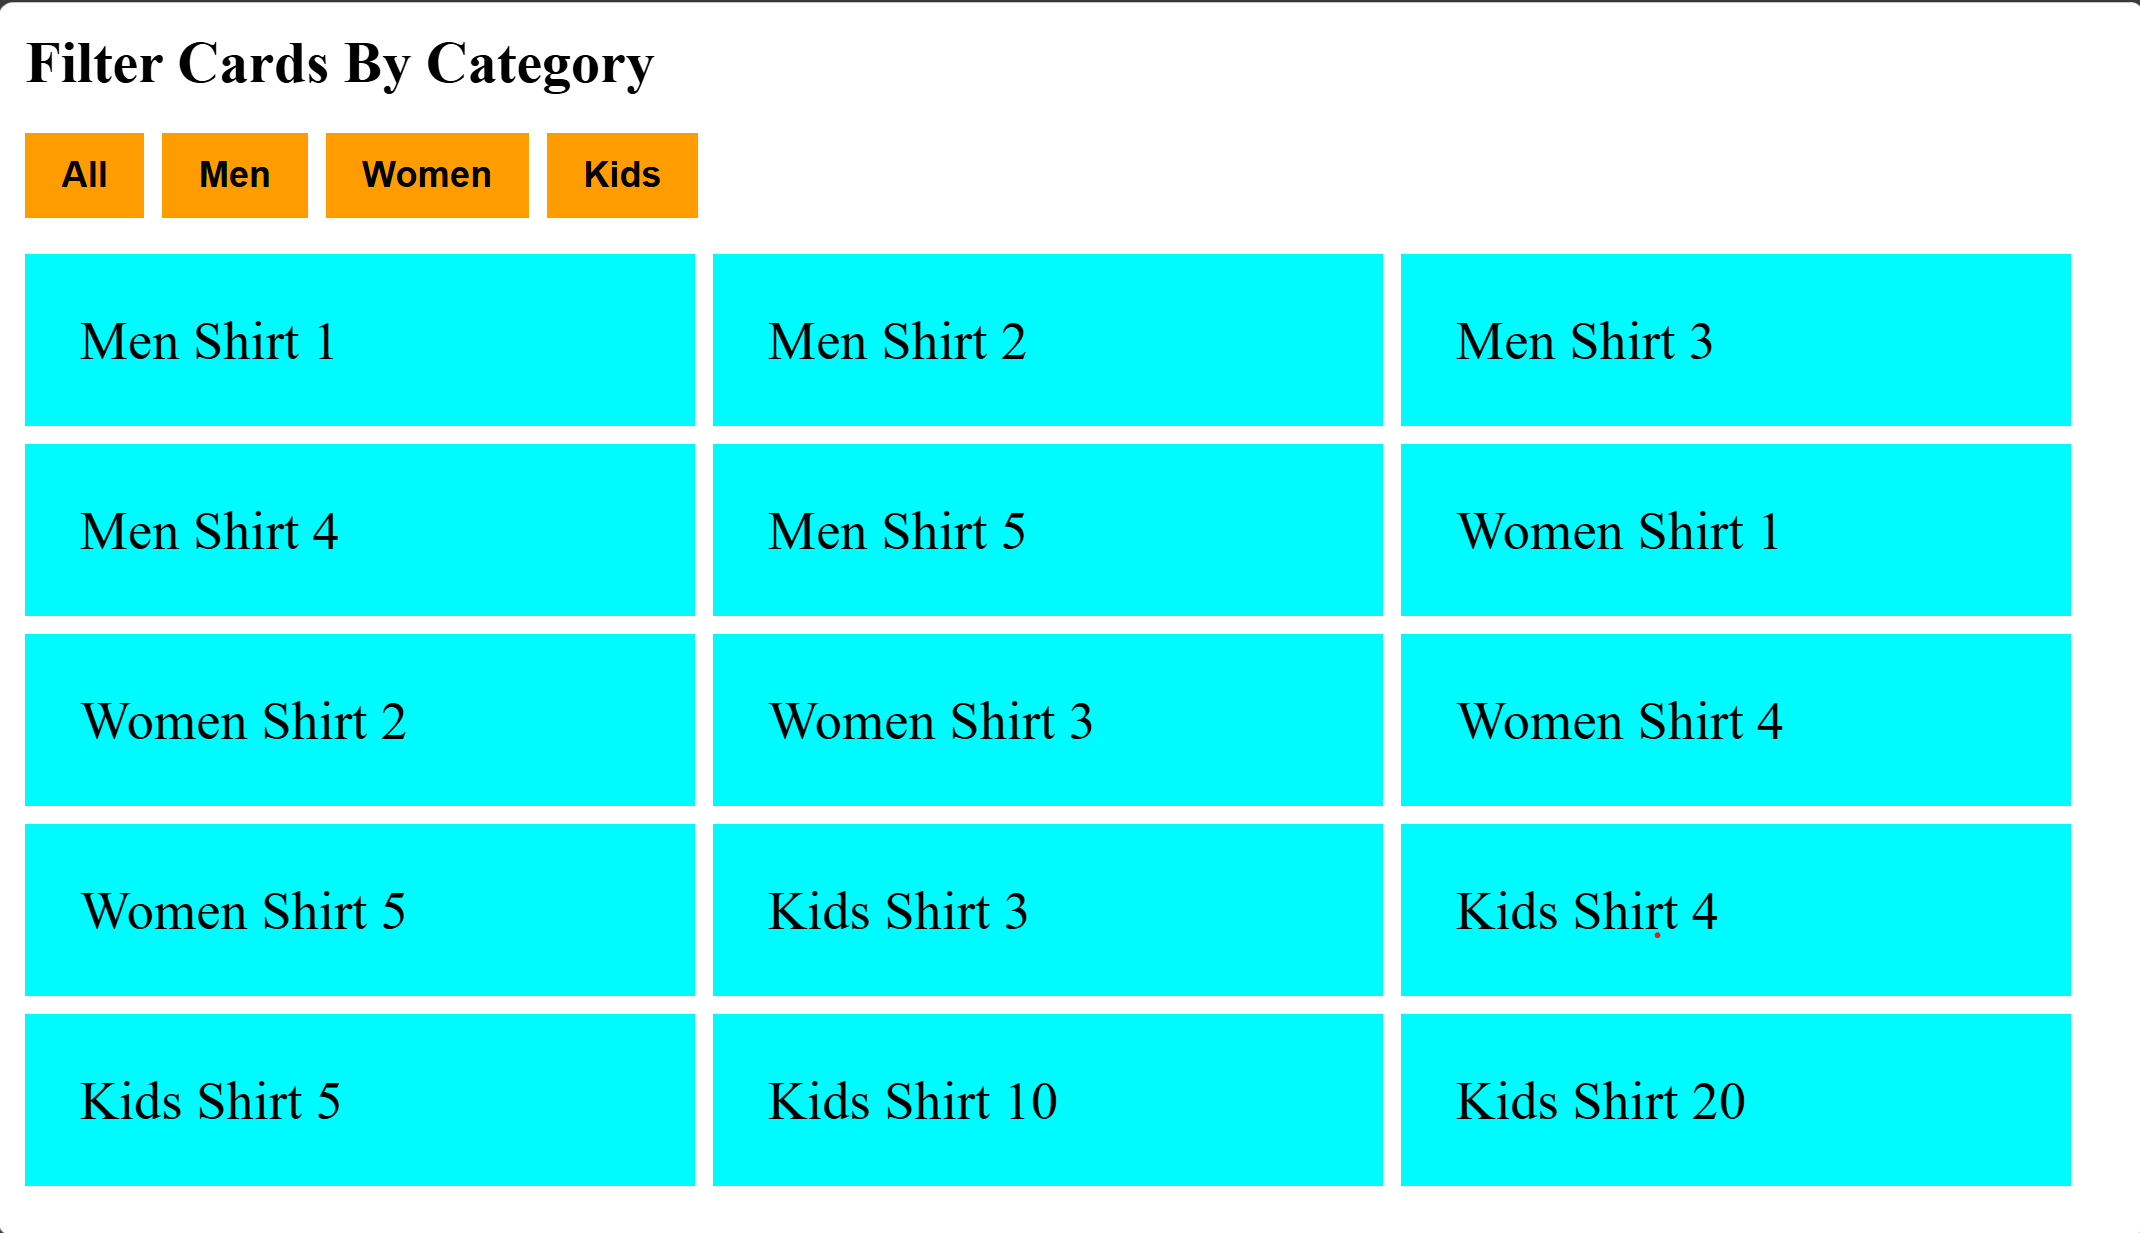 Filter Cards By Category
All Men Women Kids
Men Shirt 1 Men Shirt 2 Men Shirt 3
Men Shirt 4 Men Shirt 5 Women Shirt 1
Women Shirt 2 Women Shirt 3 Women Shirt 4
Women Shirt 5 Kids Shirt 3 Kids Shirt 4
Kids Shirt 5 Kids Shirt 10 Kids Shirt 20